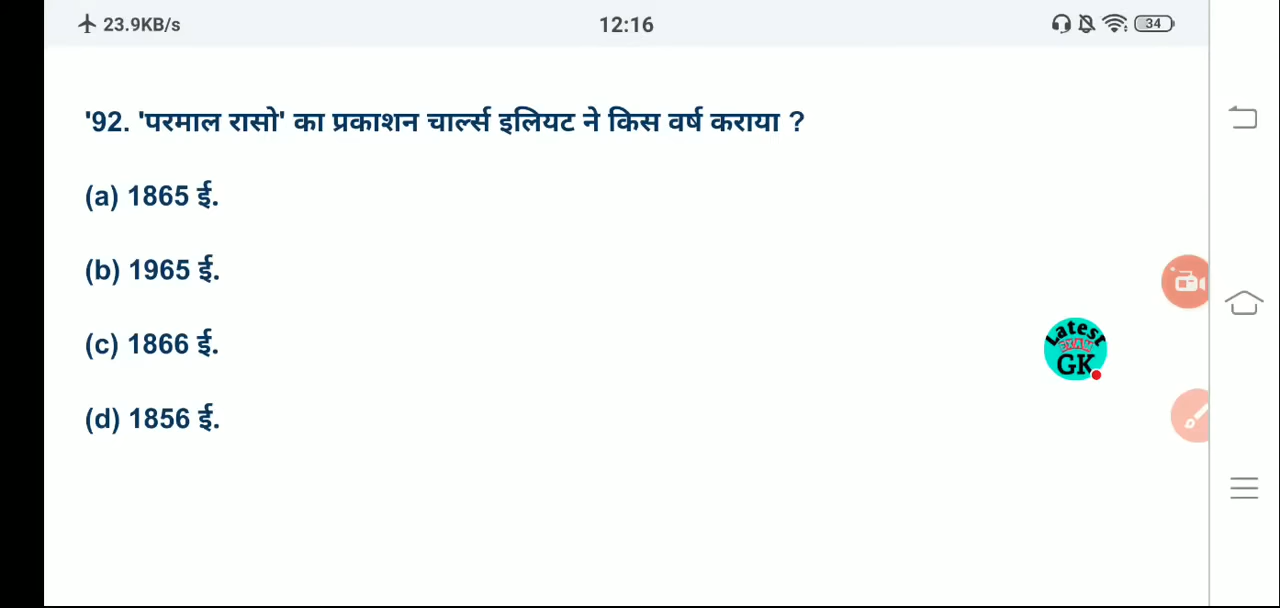 23.9KB/s 12:16 34
'92. 'परमाल रासो' का प्रकाशन चार्ल्स इलियट ने किस वर्ष कराया ?
(a) 1865 ई.
(b) 1965 ई.
(c) 1866 ई.
(d) 1856 ई.
Latest
EXAM
GK